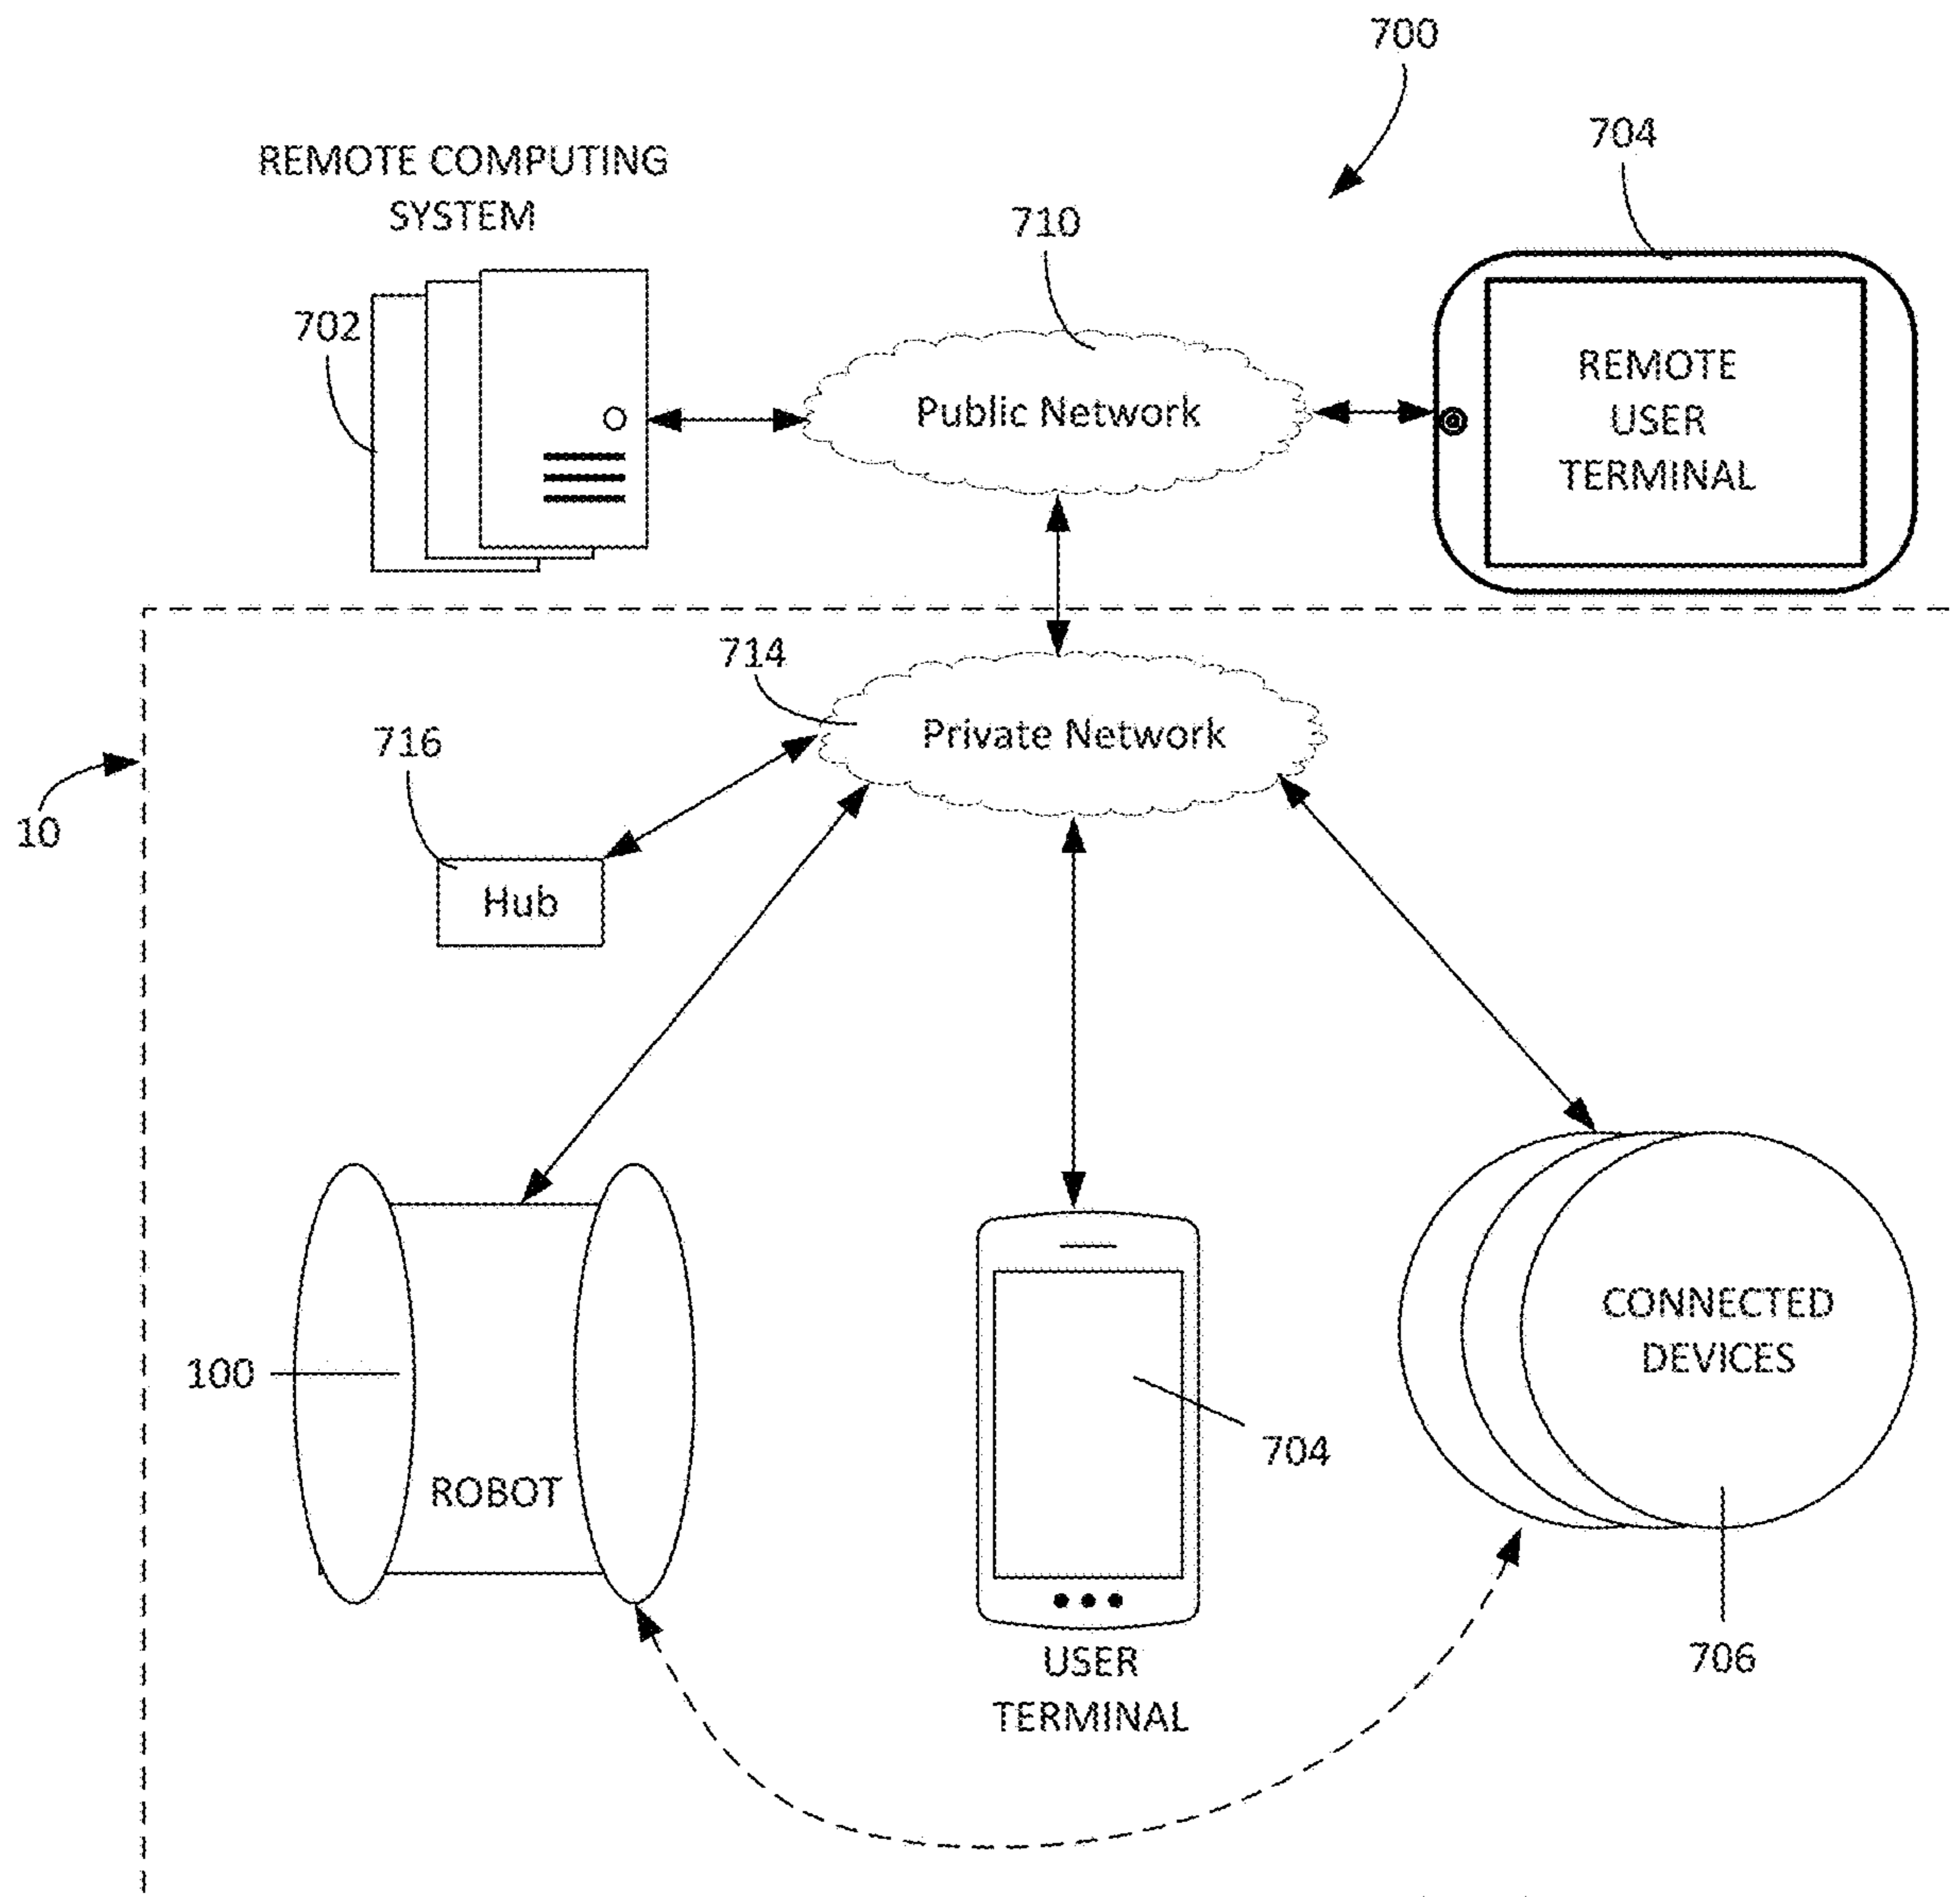 700
704
REMOTE COMPUTING
SYSTEM
710
702
Public Network
REMOTE
USER
TERMINAL
714
Private Network
716
10
Hub
100
ROBOT
CONNECTED
DEVICES
704
706
USER
TERMINAL